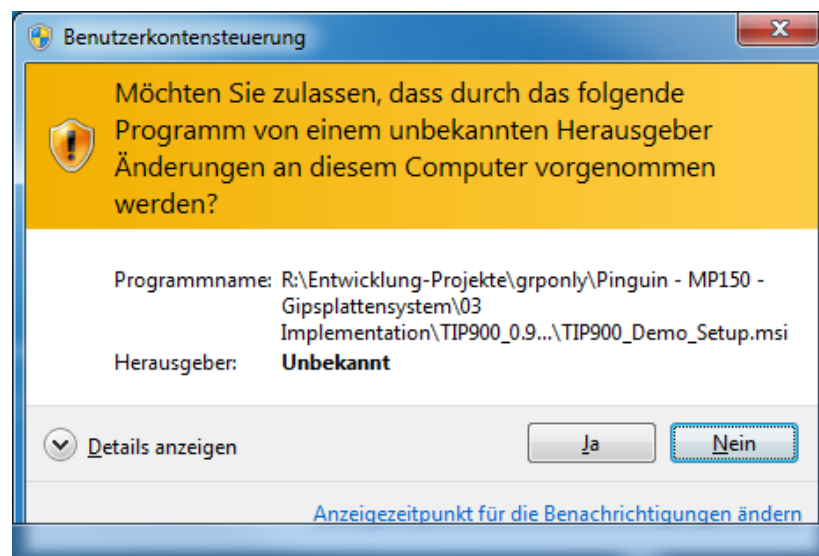 Benutzerkontensteuerung
Möchten Sie zulassen, dass durch das folgende
Programm von einem unbekannten Herausgeber
Änderungen an diesem Computer vorgenommen
werden?
Programmname: R:\Entwicklung-Projekte\grponly\Pinguin - MP150 -
Gipsplattensystem\03
Implementation\TIP900_0.9...\TIP900_Demo_Setup.msi
Herausgeber: Unbekannt
Details anzeigen
Ja
Nein
Anzeigezeitpunkt für die Benachrichtigungen ändern